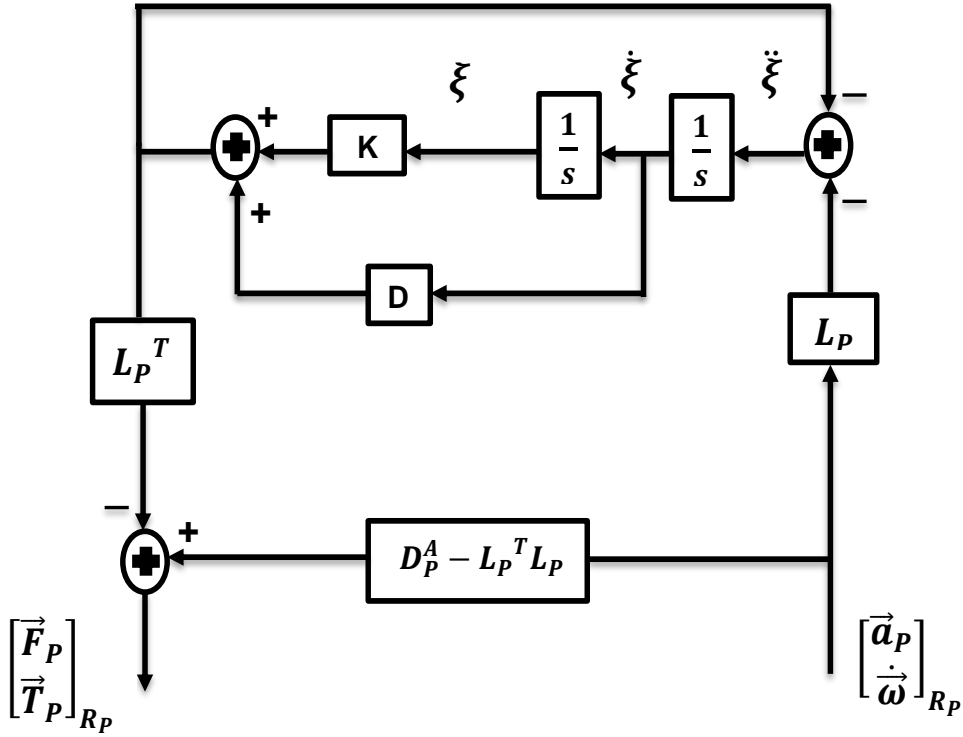 −
ξ ξ̇ ξ̈
+ K 1/s 1/s
−
+
D
L_P^T L_P
−
+ D_P^A − L_P^T L_P
[F⃗_P T⃗_P]_{R_P} [a⃗_P ω⃗̇]_{R_P}